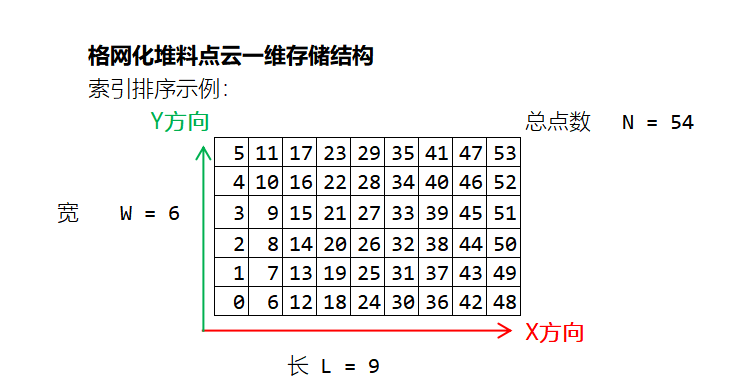 格网化堆料点云一维存储结构
索引排序示例：
Y方向
总点数 N = 54
5 11 17 23 29 35 41 47 53
4 10 16 22 28 34 40 46 52
宽 W = 6
3 9 15 21 27 33 39 45 51
2 8 14 20 26 32 38 44 50
1 7 13 19 25 31 37 43 49
0 6 12 18 24 30 36 42 48
X方向
长 L = 9